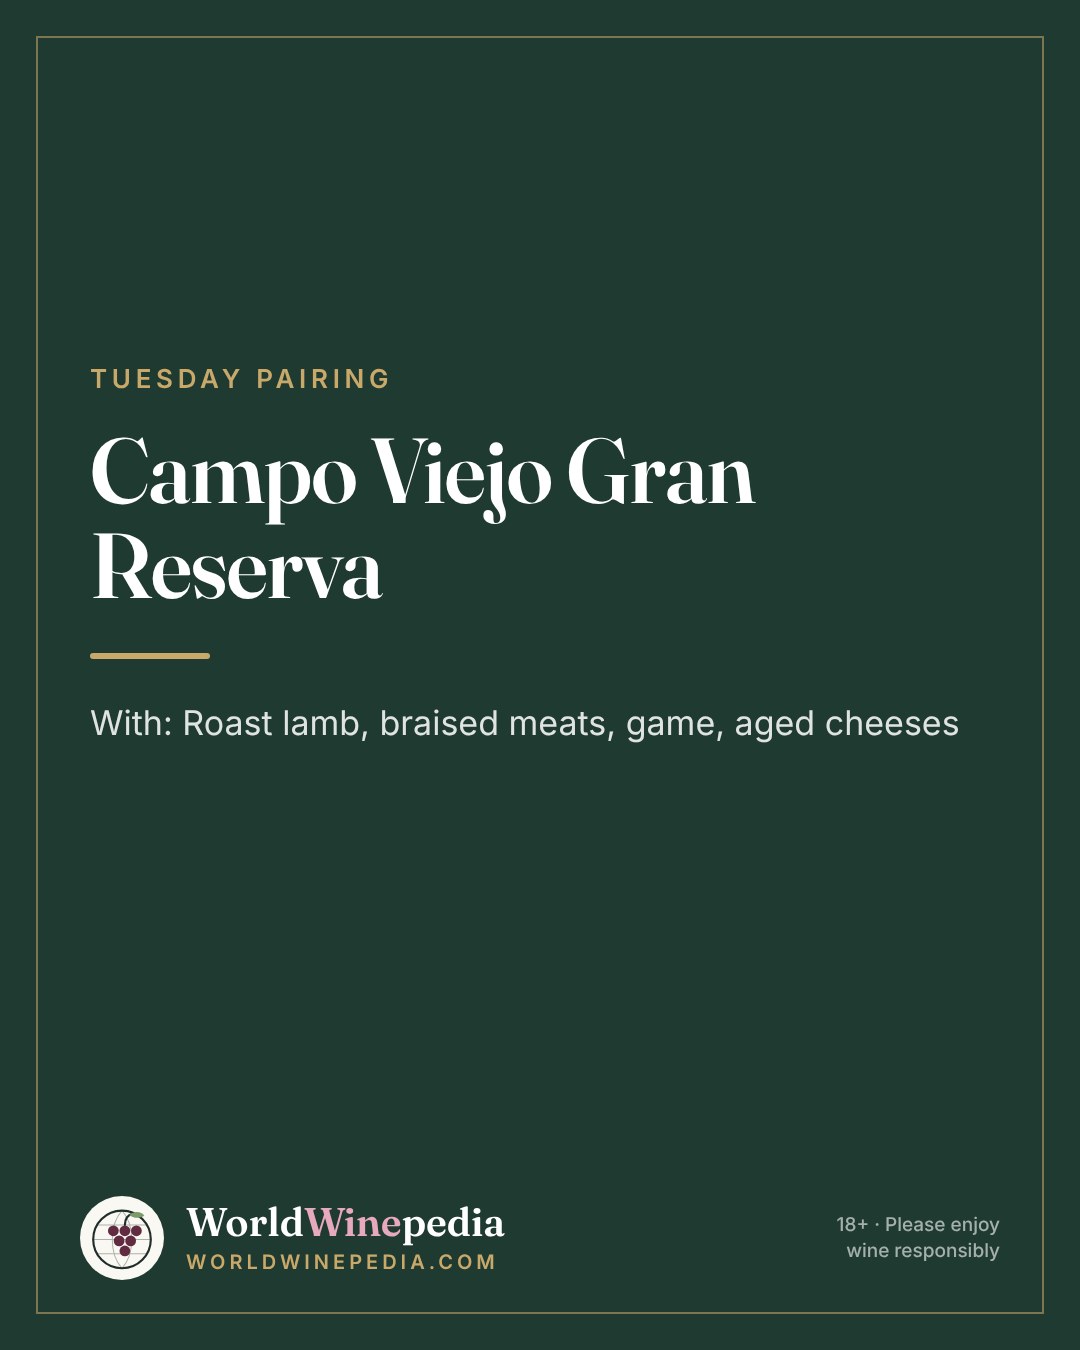 TUESDAY PAIRING
Campo Viejo Gran
Reserva
With: Roast lamb, braised meats, game, aged cheeses
WorldWinepedia
WORLDWINEPEDIA.COM
18+ · Please enjoy
wine responsibly